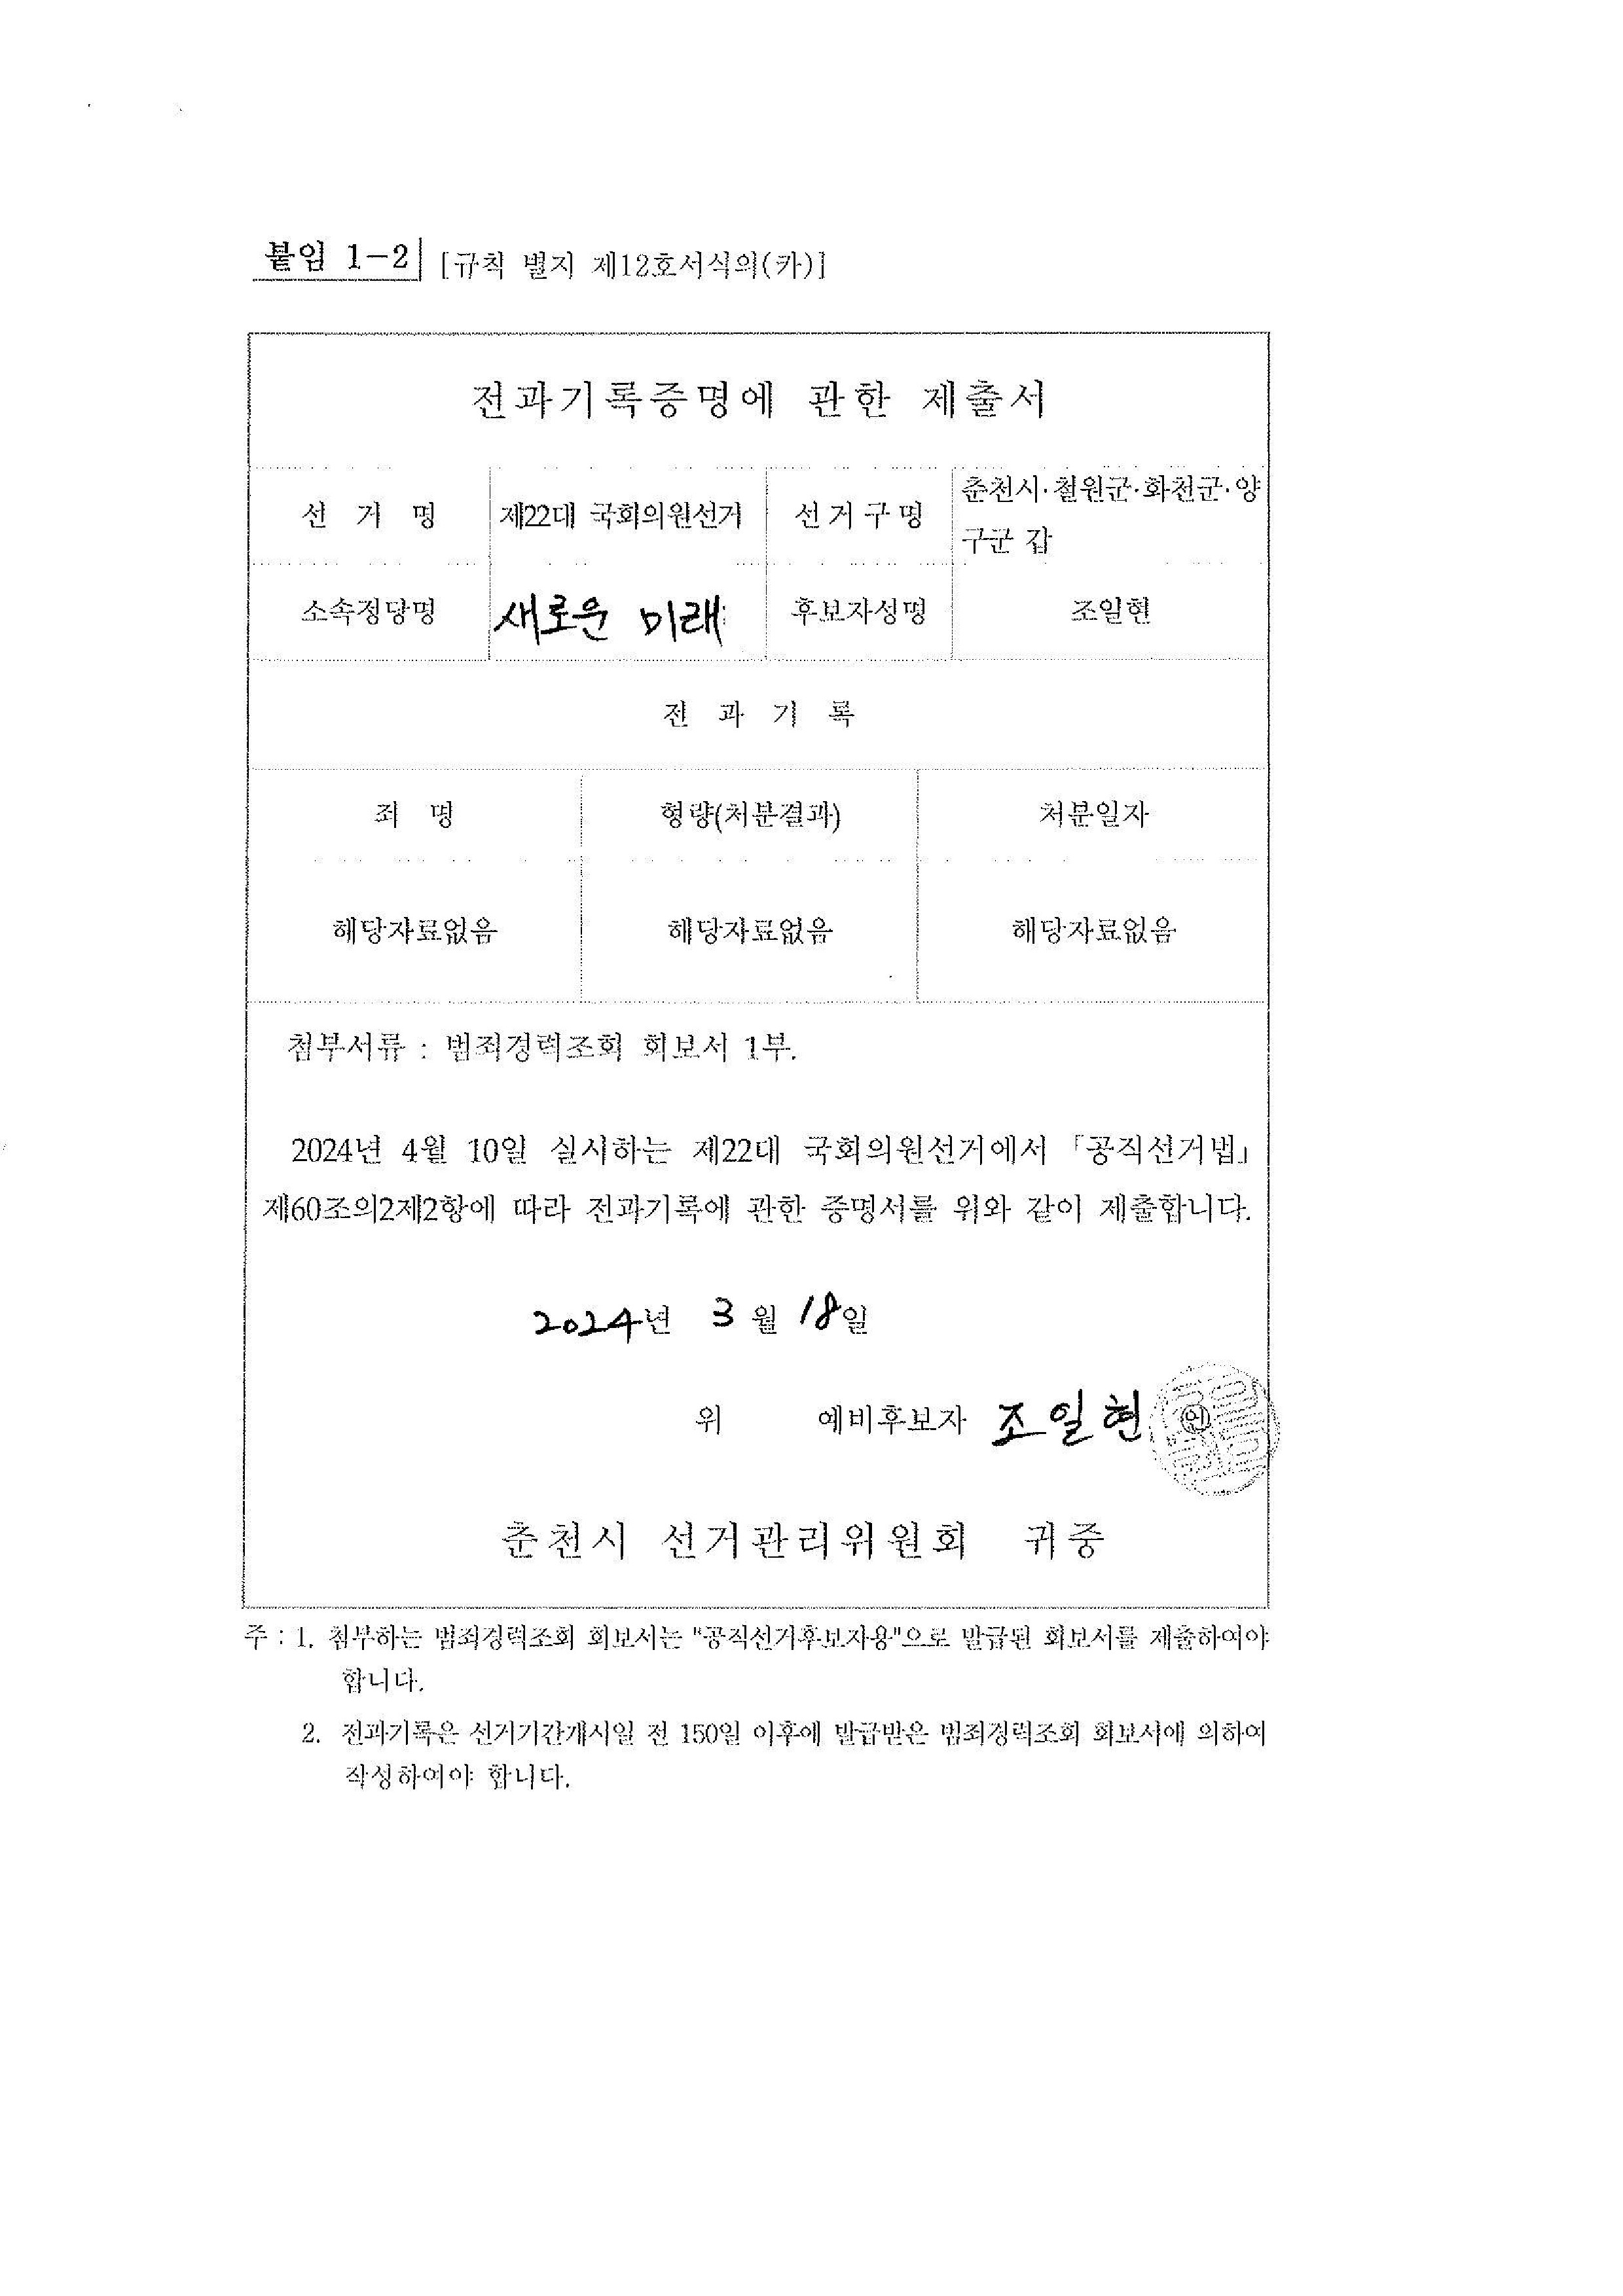 붙임 1-2 [규칙 별지 제12호서식의(카)]
전과기록증명에 관한 제출서
선 거 명 제22대 국회의원선거 선거구명 춘천시·철원군·화천군·양
구군 갑
소속정당명 새로운 미래 후보자성명 조일현
전 과 기 록
죄 명 형량(처분결과) 처분일자
해당자료없음 해당자료없음 해당자료없음
첨부서류 : 범죄경력조회 회보서 1부.
2024년 4월 10일 실시하는 제22대 국회의원선거에서 「공직선거법」
제60조의2제2항에 따라 전과기록에 관한 증명서를 위와 같이 제출합니다.
2024년 3월 18일
위 예비후보자 조일현 ㊞
춘천시 선거관리위원회 귀중
주 : 1. 첨부하는 범죄경력조회 회보서는 "공직선거후보자용"으로 발급된 회보서를 제출하여야
합니다.
2. 전과기록은 선거기간개시일 전 150일 이후에 발급받은 범죄경력조회 회보서에 의하여
작성하여야 합니다.